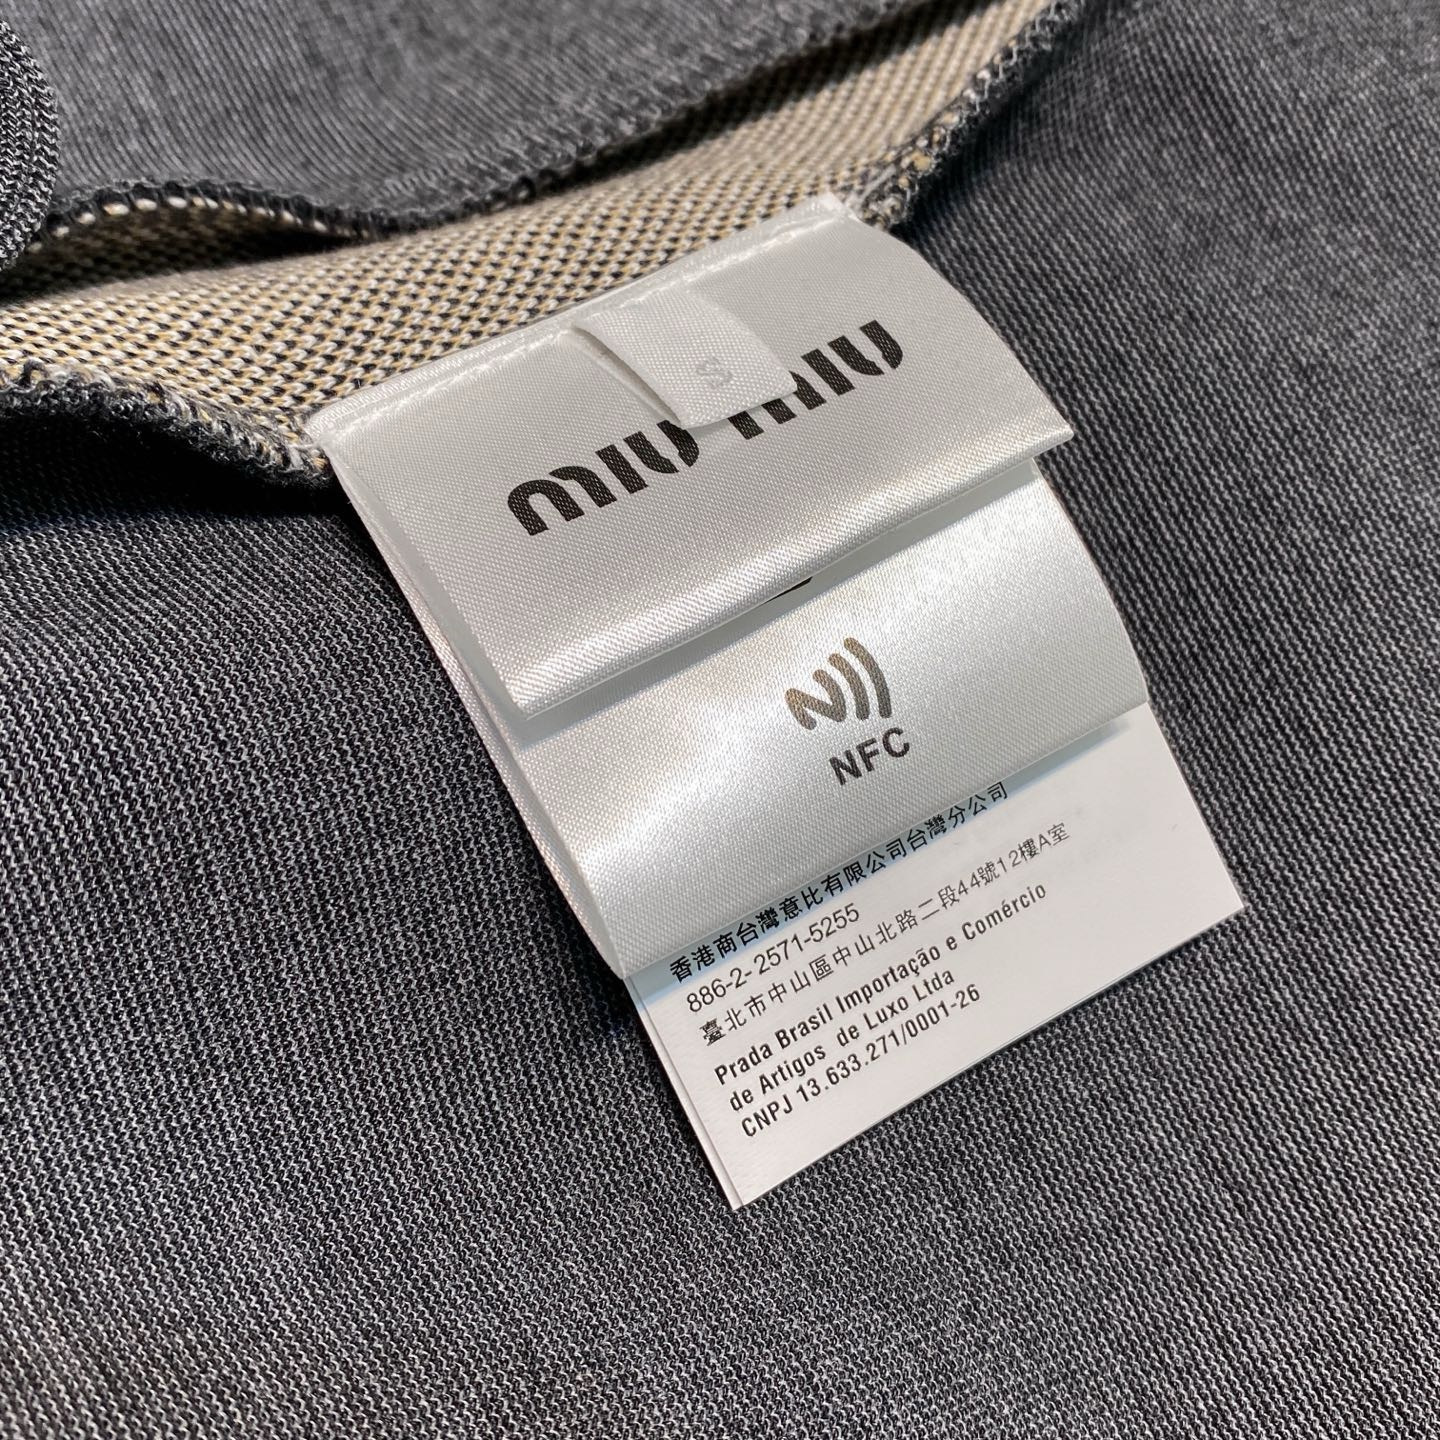 S
miu miu
NFC
香港商台灣意比有限公司台灣分公司
886-2-2571-5255
臺北市中山區中山北路二段44號12樓A室
Prada Brasil Importação e Comércio
de Artigos de Luxo Ltda
CNPJ 13.633.271/0001-26